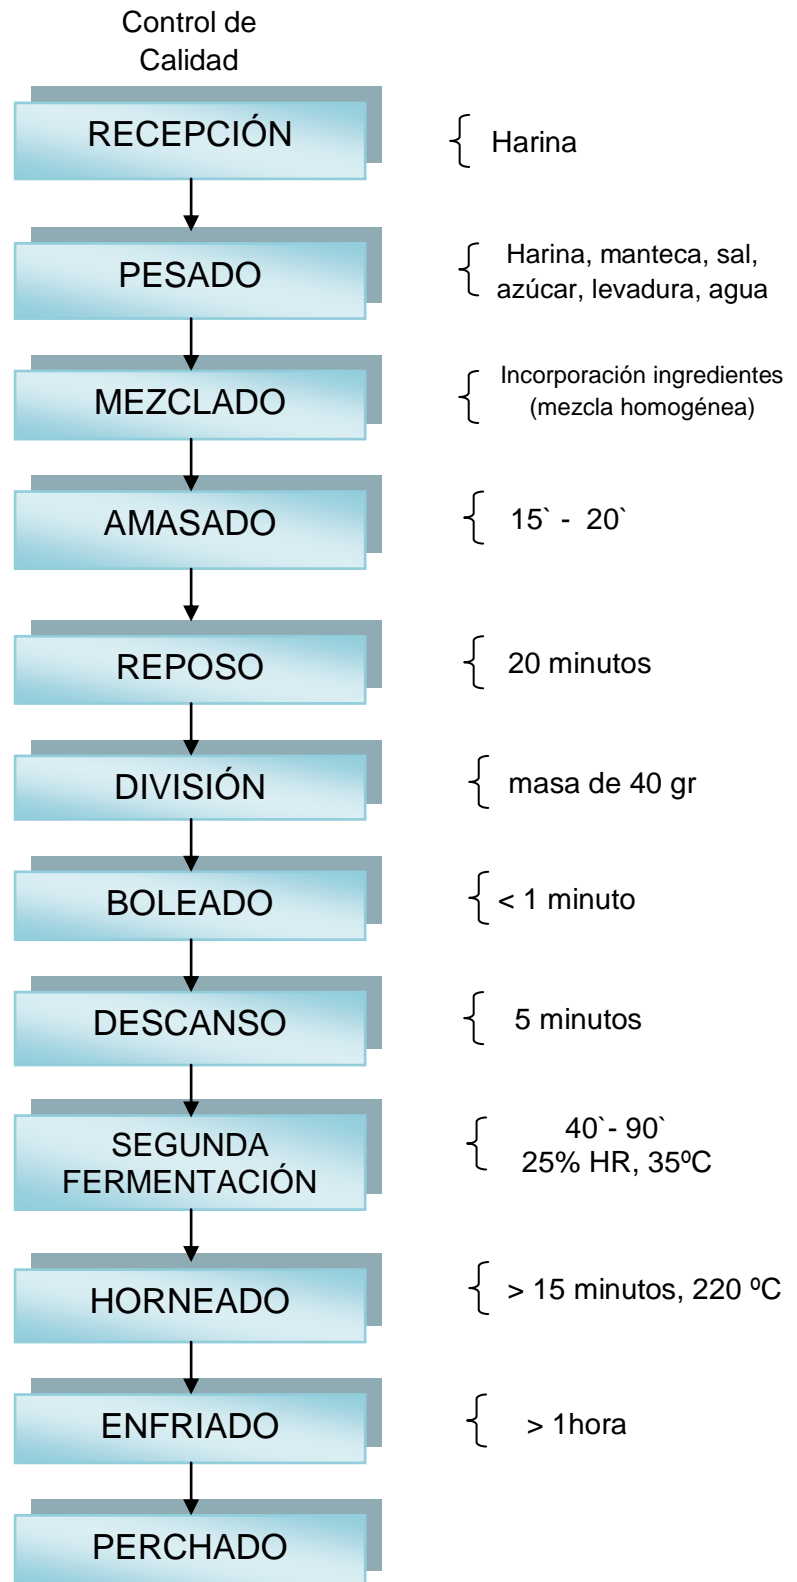 Control de
Calidad
RECEPCIÓN
Harina
PESADO
Harina, manteca, sal,
azúcar, levadura, agua
MEZCLADO
Incorporación ingredientes
(mezcla homogénea)
AMASADO
15` - 20`
REPOSO
20 minutos
DIVISIÓN
masa de 40 gr
BOLEADO
< 1 minuto
DESCANSO
5 minutos
SEGUNDA
FERMENTACIÓN
40`- 90`
25% HR, 35ºC
HORNEADO
> 15 minutos, 220 ºC
ENFRIADO
> 1hora
PERCHADO